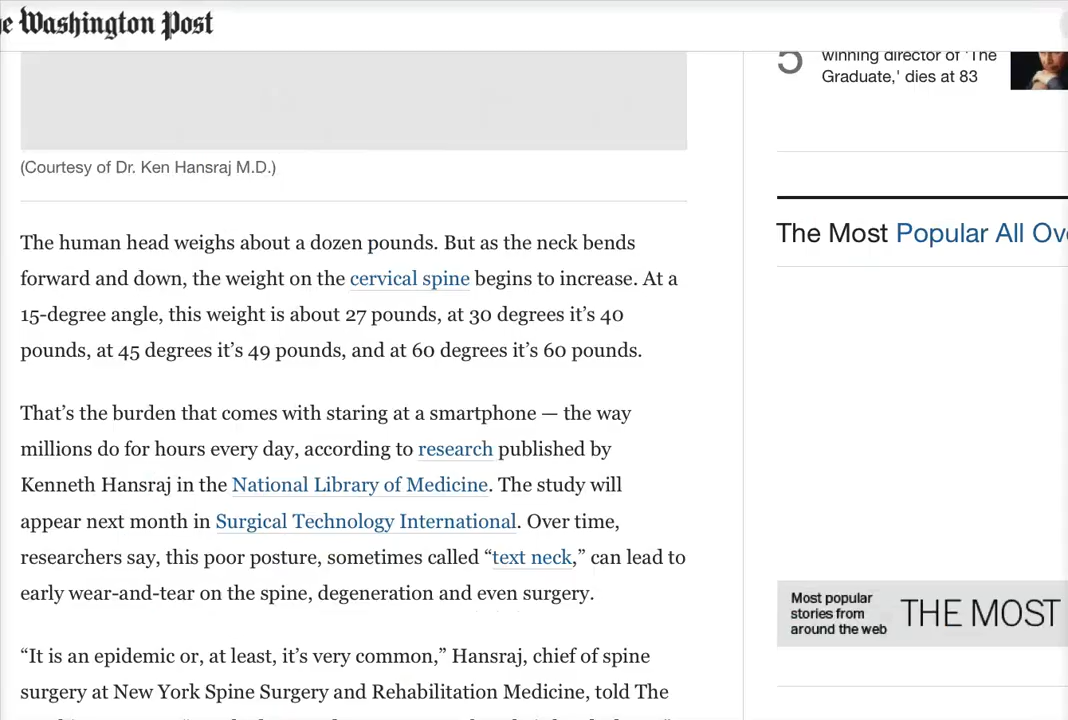 e Washington Post
5
winning director of 'The
Graduate,' dies at 83
(Courtesy of Dr. Ken Hansraj M.D.)
The Most Popular All Ov
The human head weighs about a dozen pounds. But as the neck bends
forward and down, the weight on the cervical spine begins to increase. At a
15-degree angle, this weight is about 27 pounds, at 30 degrees it’s 40
pounds, at 45 degrees it’s 49 pounds, and at 60 degrees it’s 60 pounds.
That’s the burden that comes with staring at a smartphone — the way
millions do for hours every day, according to research published by
Kenneth Hansraj in the National Library of Medicine. The study will
appear next month in Surgical Technology International. Over time,
researchers say, this poor posture, sometimes called “text neck,” can lead to
early wear-and-tear on the spine, degeneration and even surgery.
Most popular
stories from
around the web
THE MOST
“It is an epidemic or, at least, it’s very common,” Hansraj, chief of spine
surgery at New York Spine Surgery and Rehabilitation Medicine, told The